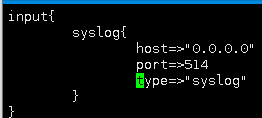 input{
syslog{
host=>"0.0.0.0"
port=>514
type=>"syslog"
}
}